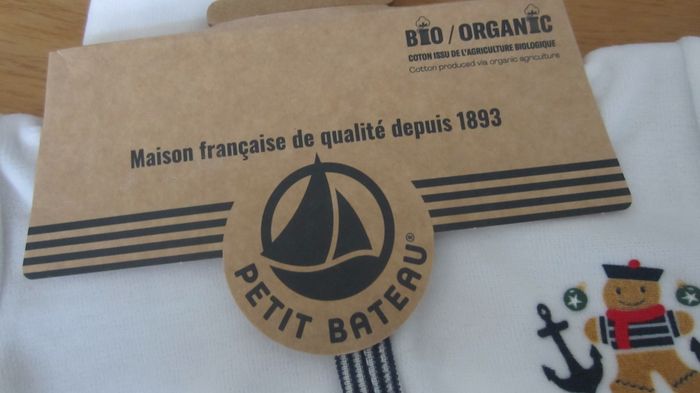 BIO / ORGANIC
COTON ISSU DE L'AGRICULTURE BIOLOGIQUE
Cotton produced via organic agriculture
Maison française de qualité depuis 1893
PETIT BATEAU®